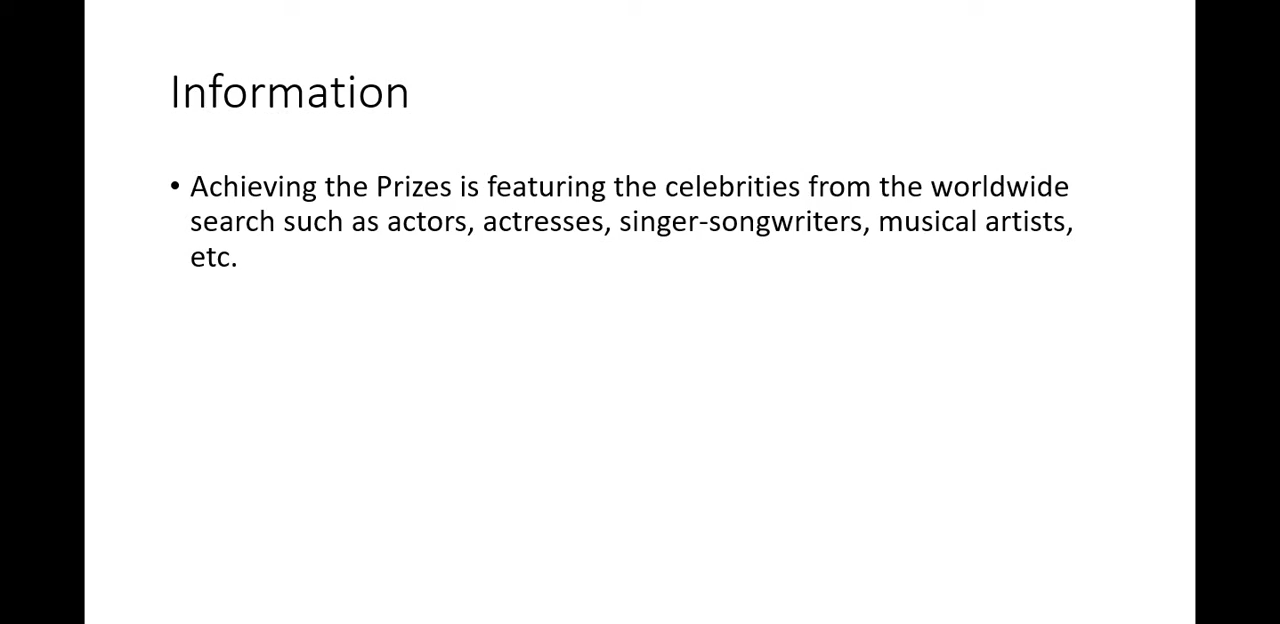 Information
• Achieving the Prizes is featuring the celebrities from the worldwide
search such as actors, actresses, singer-songwriters, musical artists,
etc.